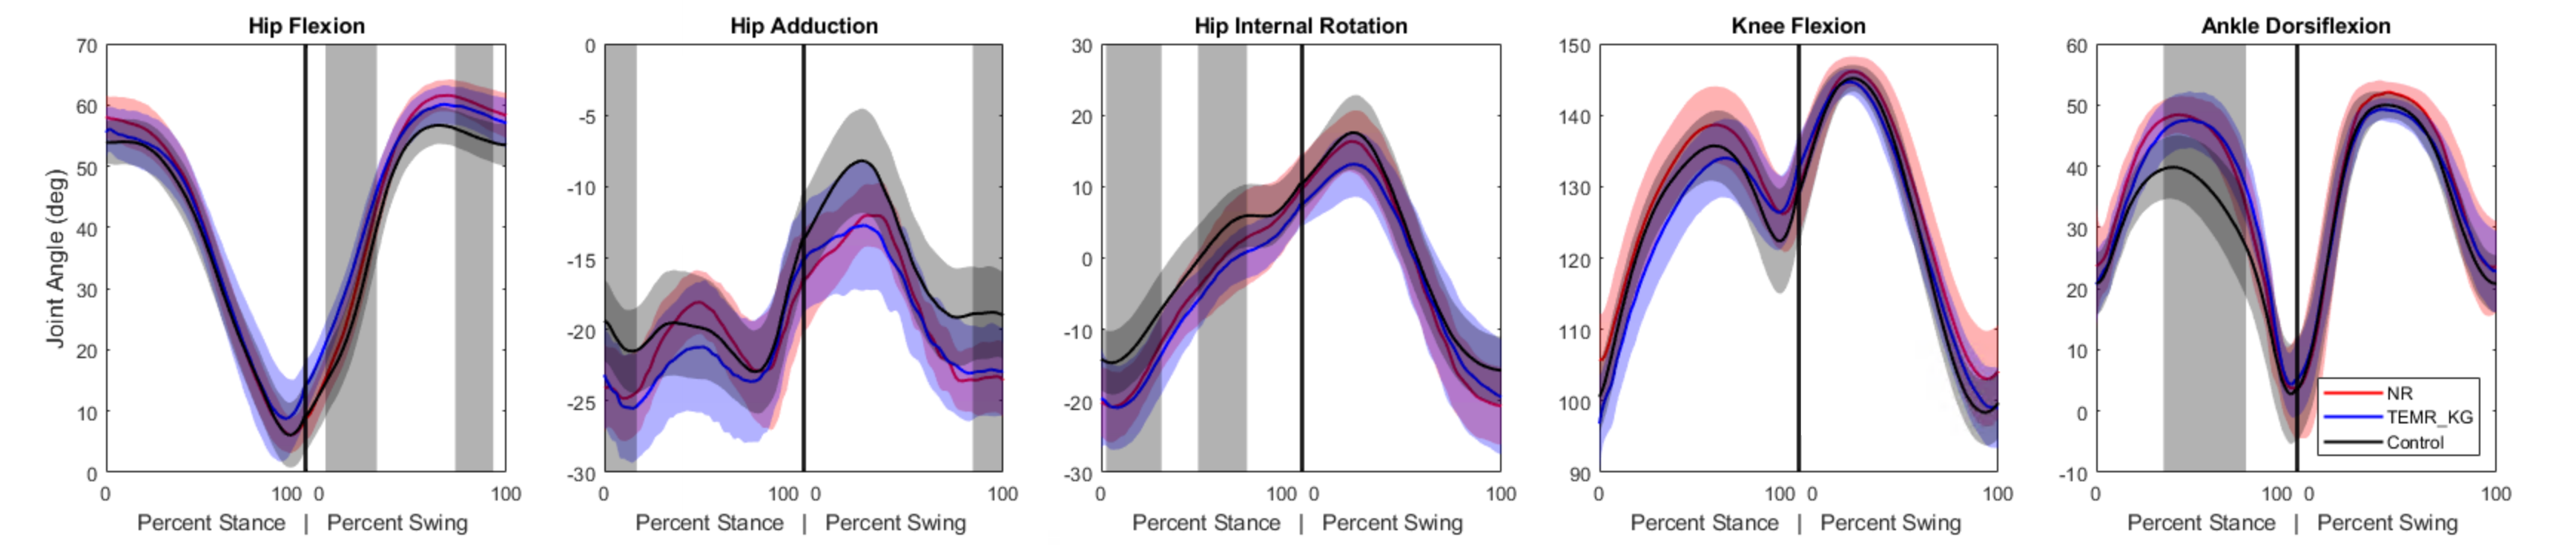 Hip Flexion
Hip Adduction
Hip Internal Rotation
Knee Flexion
Ankle Dorsiflexion
Joint Angle (deg)
70
60
50
40
30
20
10
0
0
-5
-10
-15
-20
-25
-30
30
20
10
0
-10
-20
-30
150
140
130
120
110
100
90
60
50
40
30
20
10
0
-10
NR
TEMR_KG
Control
0 100 0 100
0 100 0 100
0 100 0 100
0 100 0 100
0 100 0 100
Percent Stance | Percent Swing
Percent Stance | Percent Swing
Percent Stance | Percent Swing
Percent Stance | Percent Swing
Percent Stance | Percent Swing